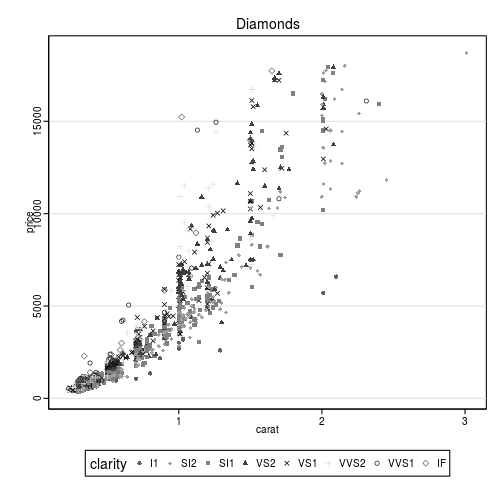 Diamonds
15000
10000
price
5000
0
1 2 3
carat
clarity I1 SI2 SI1 VS2 VS1 VVS2 VVS1 IF